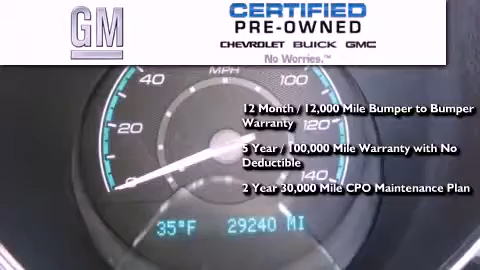 GM
CERTIFIED
PRE-OWNED
CHEVROLET BUICK GMC
No Worries.™
MPH
40
100
20
120
0
140
12 Month / 12,000 Mile Bumper to Bumper
Warranty
5 Year / 100,000 Mile Warranty with No
Deductible
2 Year 30,000 Mile CPO Maintenance Plan
35°F 29240 MI